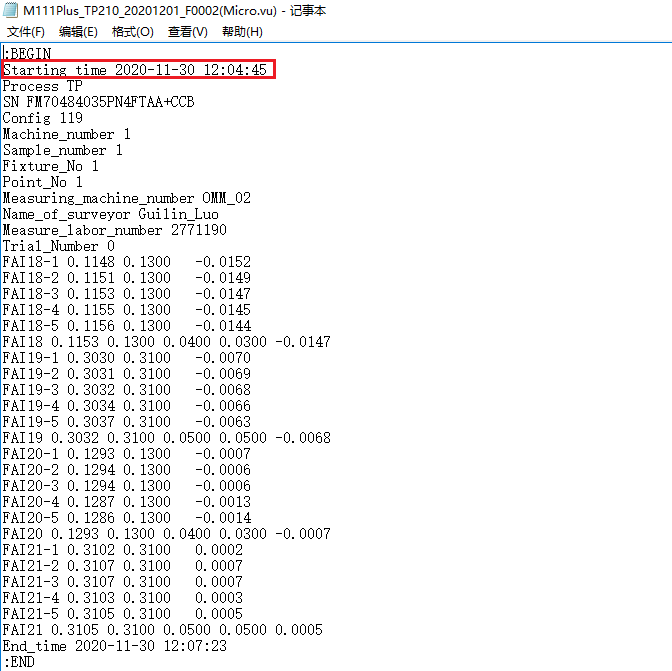 M111Plus_TP210_20201201_F0002(Micro.vu) - 记事本
文件(F) 编辑(E) 格式(O) 查看(V) 帮助(H)
:BEGIN
Starting_time 2020-11-30 12:04:45
Process TP
SN FM70484035PN4FTAA+CCB
Config 119
Machine_number 1
Sample_number 1
Fixture_No 1
Point_No 1
Measuring_machine_number OMM_02
Name_of_surveyor Guilin_Luo
Measure_labor_number 2771190
Trial_Number 0
FAI18-1 0.1148 0.1300   -0.0152
FAI18-2 0.1151 0.1300   -0.0149
FAI18-3 0.1153 0.1300   -0.0147
FAI18-4 0.1155 0.1300   -0.0145
FAI18-5 0.1156 0.1300   -0.0144
FAI18 0.1153 0.1300 0.0400 0.0300 -0.0147
FAI19-1 0.3030 0.3100   -0.0070
FAI19-2 0.3031 0.3100   -0.0069
FAI19-3 0.3032 0.3100   -0.0068
FAI19-4 0.3034 0.3100   -0.0066
FAI19-5 0.3037 0.3100   -0.0063
FAI19 0.3032 0.3100 0.0500 0.0500 -0.0068
FAI20-1 0.1293 0.1300   -0.0007
FAI20-2 0.1294 0.1300   -0.0006
FAI20-3 0.1294 0.1300   -0.0006
FAI20-4 0.1287 0.1300   -0.0013
FAI20-5 0.1286 0.1300   -0.0014
FAI20 0.1293 0.1300 0.0400 0.0300 -0.0007
FAI21-1 0.3102 0.3100   0.0002
FAI21-2 0.3107 0.3100   0.0007
FAI21-3 0.3107 0.3100   0.0007
FAI21-4 0.3103 0.3100   0.0003
FAI21-5 0.3105 0.3100   0.0005
FAI21 0.3105 0.3100 0.0500 0.0500 0.0005
End_time 2020-11-30 12:07:23
:END